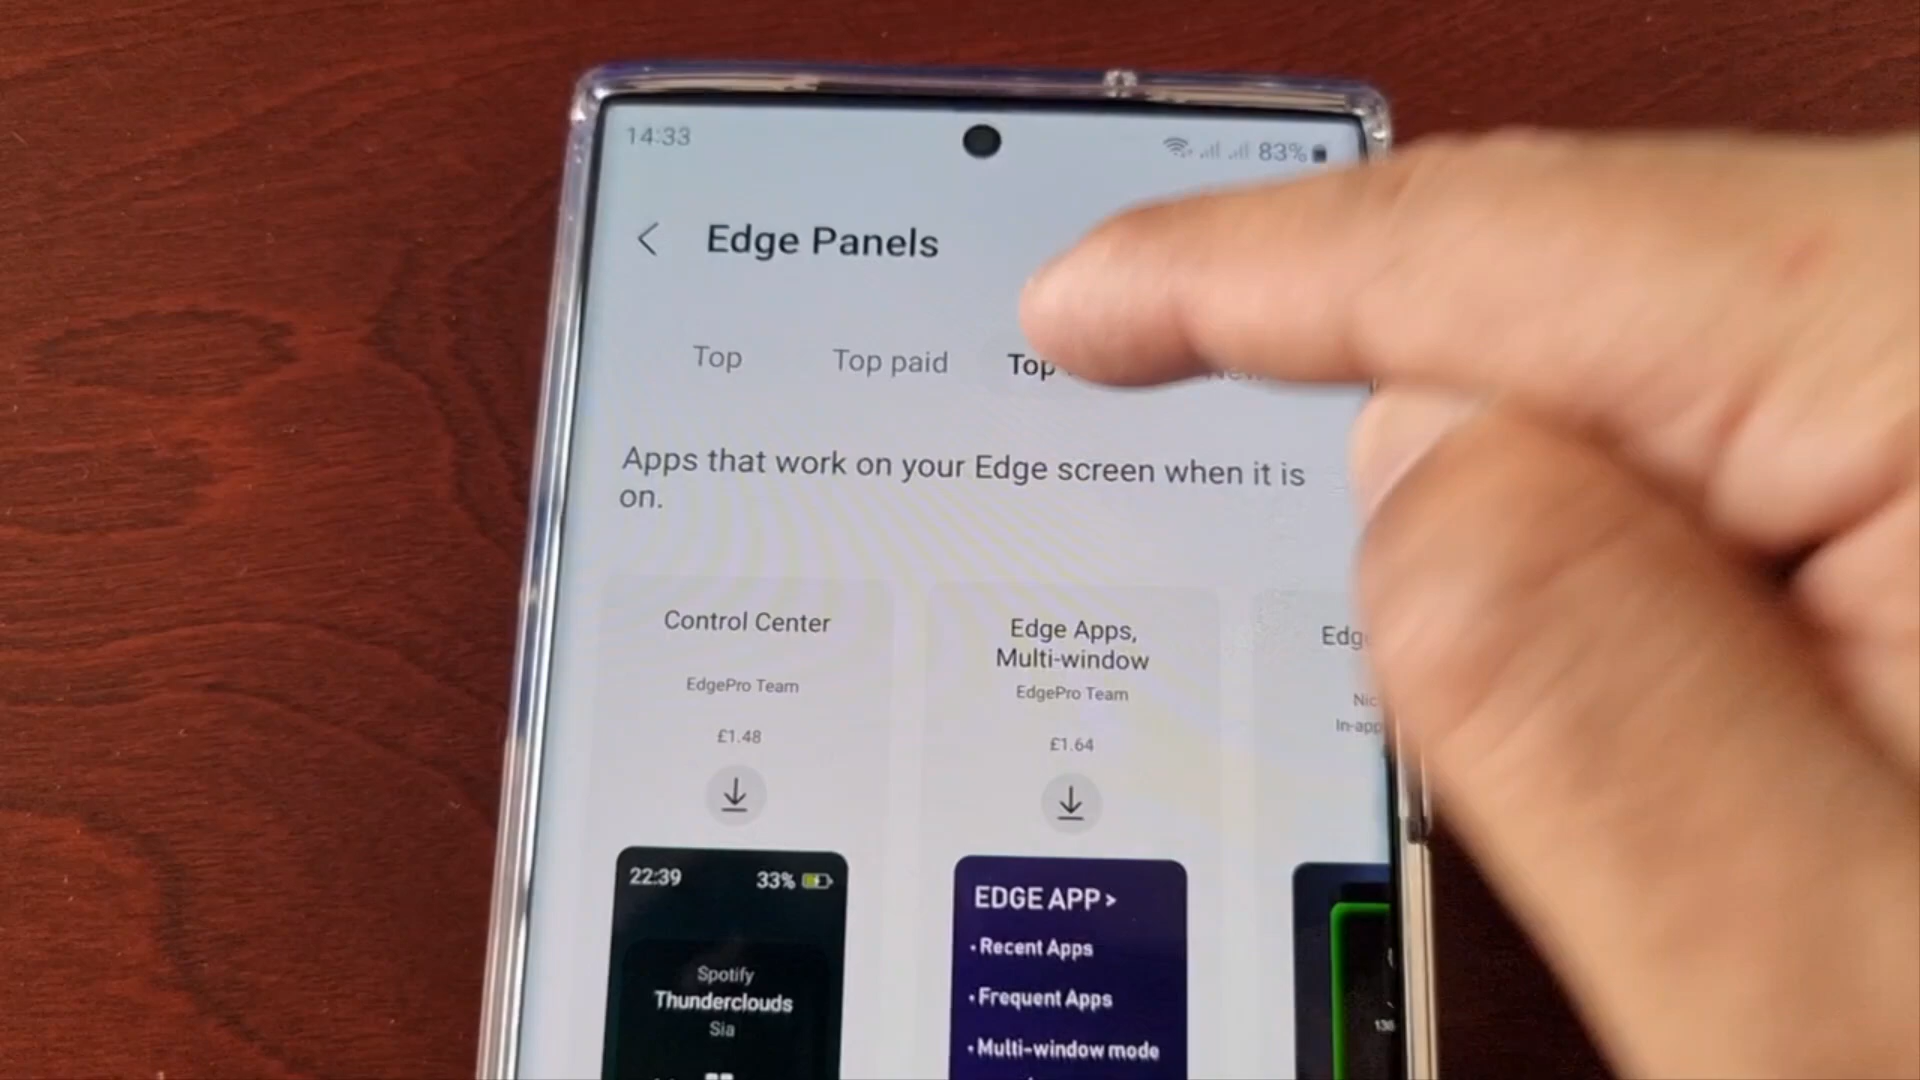 14:33
83%
Edge Panels
Top
Top paid
Top
Apps that work on your Edge screen when it is
on.
Control Center
EdgePro Team
£1.48
Edge Apps,
Multi-window
EdgePro Team
£1.64
22:39
33%
Spotify
Thunderclouds
Sia
EDGE APP >
• Recent Apps
• Frequent Apps
• Multi-window mode